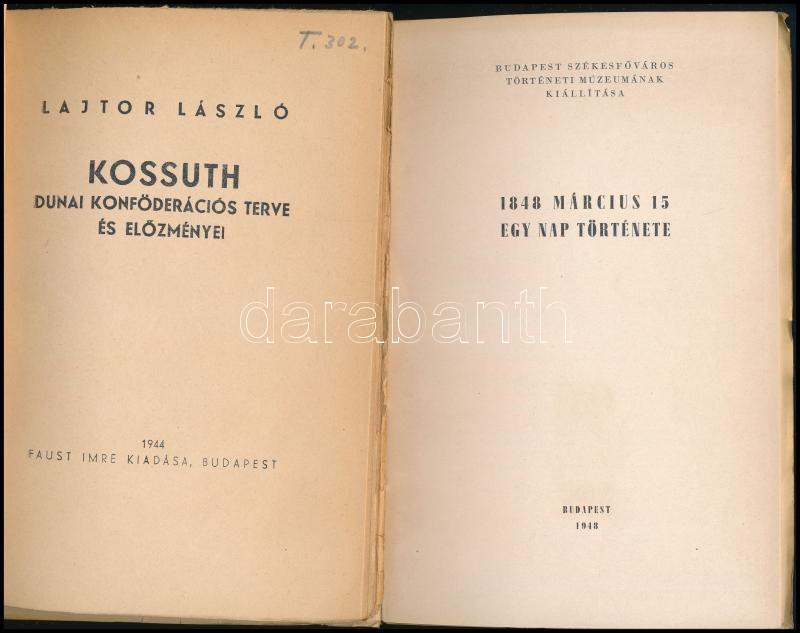 T. 302.
LAJTOR LÁSZLÓ
KOSSUTH
DUNAI KONFÖDERÁCIÓS TERVE
ÉS ELŐZMÉNYEI
1944
FAUST IMRE KIADÁSA, BUDAPEST
BUDAPEST SZÉKESFŐVÁROS
TÖRTÉNETI MÚZEUMÁNAK
KIÁLLÍTÁSA
1848 MÁRCIUS 15
EGY NAP TÖRTÉNETE
BUDAPEST
1948
darabanth